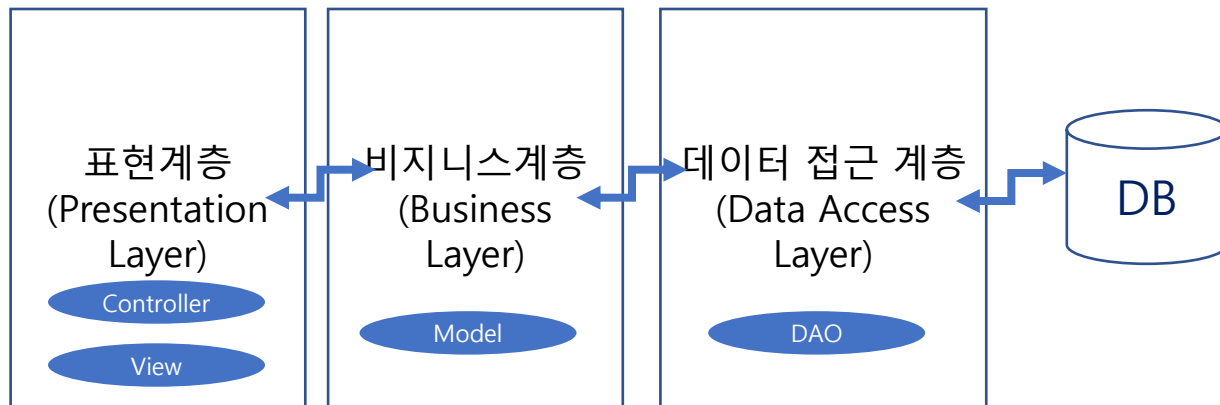 표현계층
(Presentation
Layer)
Controller
View
비지니스계층
(Business
Layer)
Model
데이터 접근 계층
(Data Access
Layer)
DAO
DB